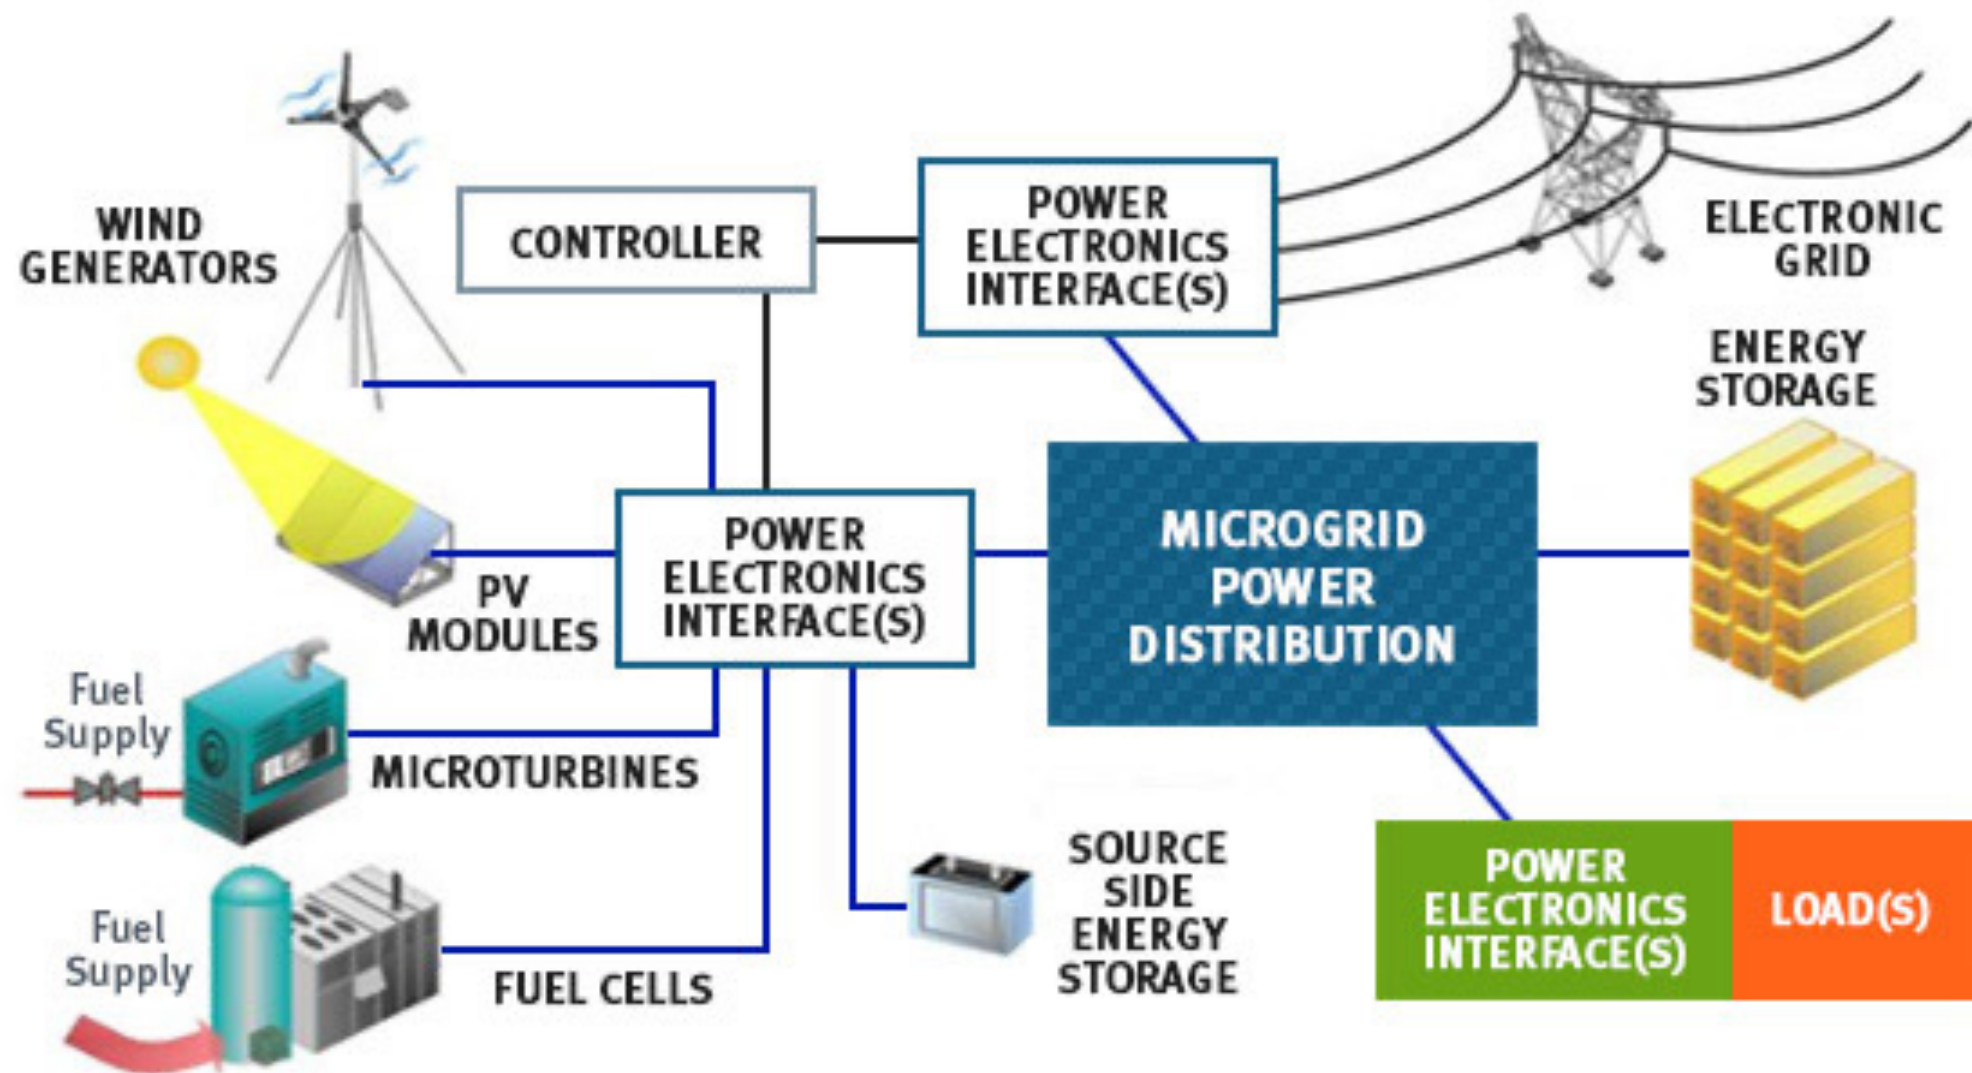 WIND
GENERATORS
CONTROLLER
POWER
ELECTRONICS
INTERFACE(S)
ELECTRONIC
GRID
ENERGY
STORAGE
PV
MODULES
POWER
ELECTRONICS
INTERFACE(S)
MICROGRID
POWER
DISTRIBUTION
Fuel
Supply
MICROTURBINES
Fuel
Supply
FUEL CELLS
SOURCE
SIDE
ENERGY
STORAGE
POWER
ELECTRONICS
INTERFACE(S)
LOAD(S)